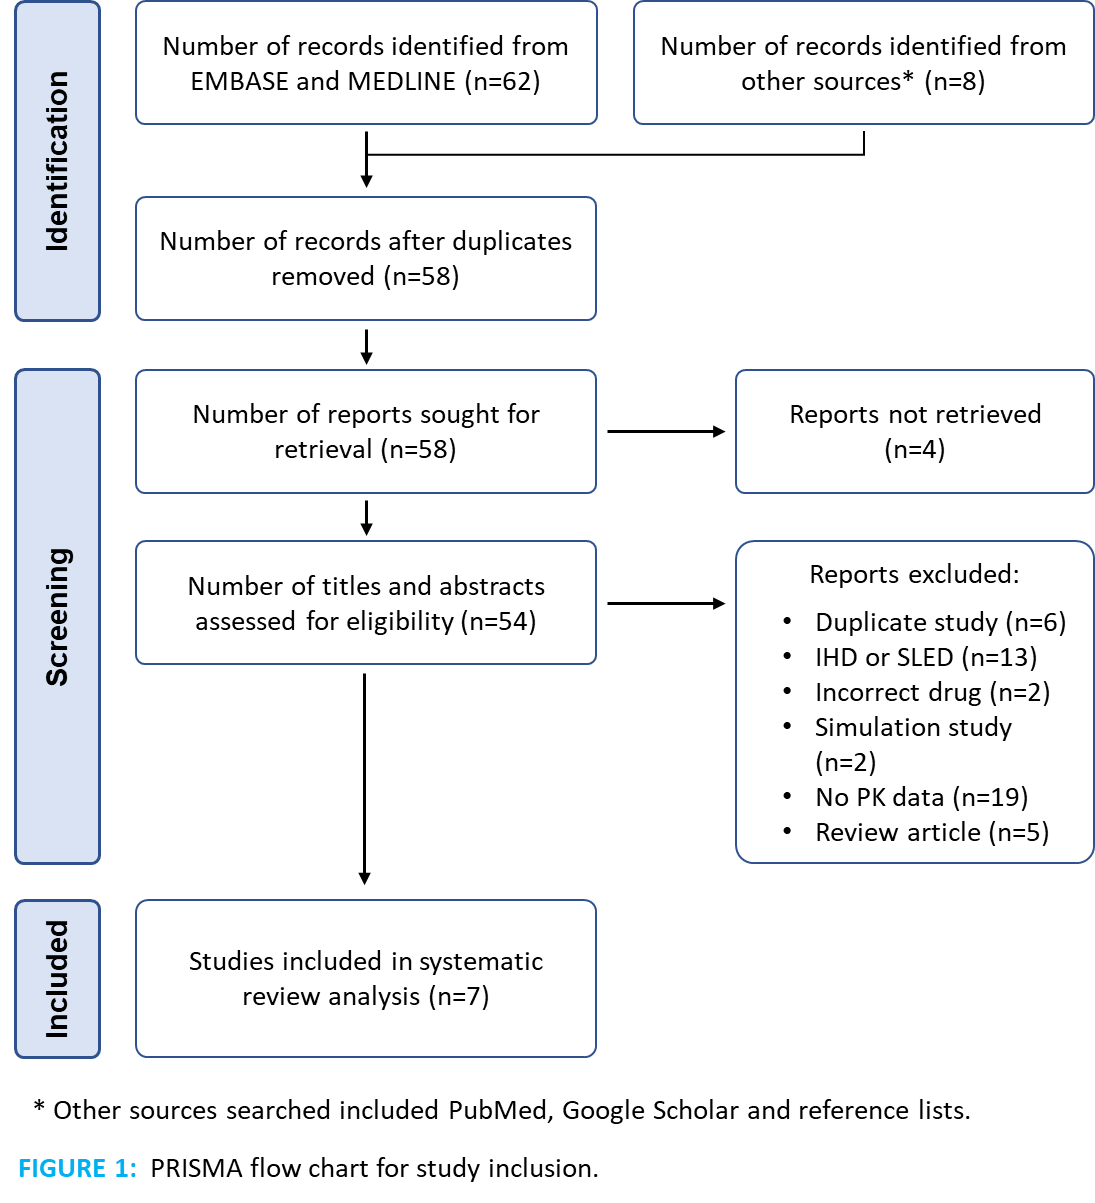 Identification
Number of records identified from
EMBASE and MEDLINE (n=62)
Number of records identified from
other sources* (n=8)
Number of records after duplicates
removed (n=58)
Screening
Number of reports sought for
retrieval (n=58)
Reports not retrieved
(n=4)
Number of titles and abstracts
assessed for eligibility (n=54)
Reports excluded:
• Duplicate study (n=6)
• IHD or SLED (n=13)
• Incorrect drug (n=2)
• Simulation study
(n=2)
• No PK data (n=19)
• Review article (n=5)
Included
Studies included in systematic
review analysis (n=7)
* Other sources searched included PubMed, Google Scholar and reference lists.
FIGURE 1: PRISMA flow chart for study inclusion.